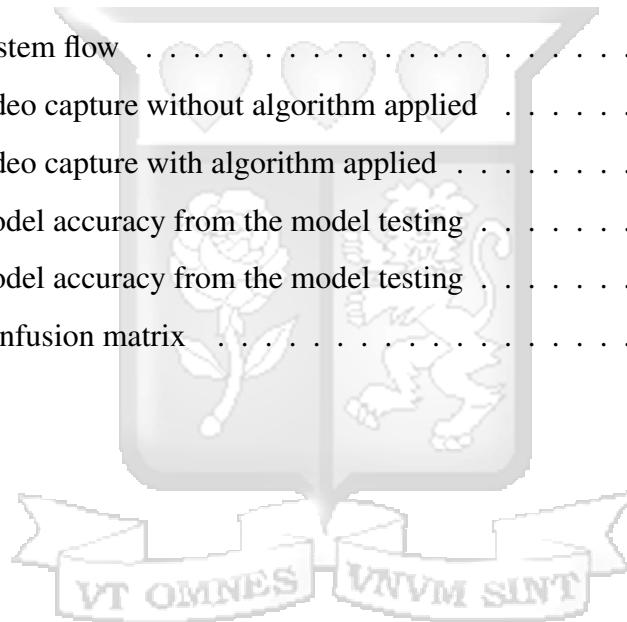 stem flow . . . . . . . . . . . . . . . . . . . . .
deo capture without algorithm applied . . . . . .
deo capture with algorithm applied . . . . . . . .
odel accuracy from the model testing . . . . . . .
odel accuracy from the model testing . . . . . . .
nfusion matrix . . . . . . . . . . . . . . . . . .
VT OMNES VNVM SINT